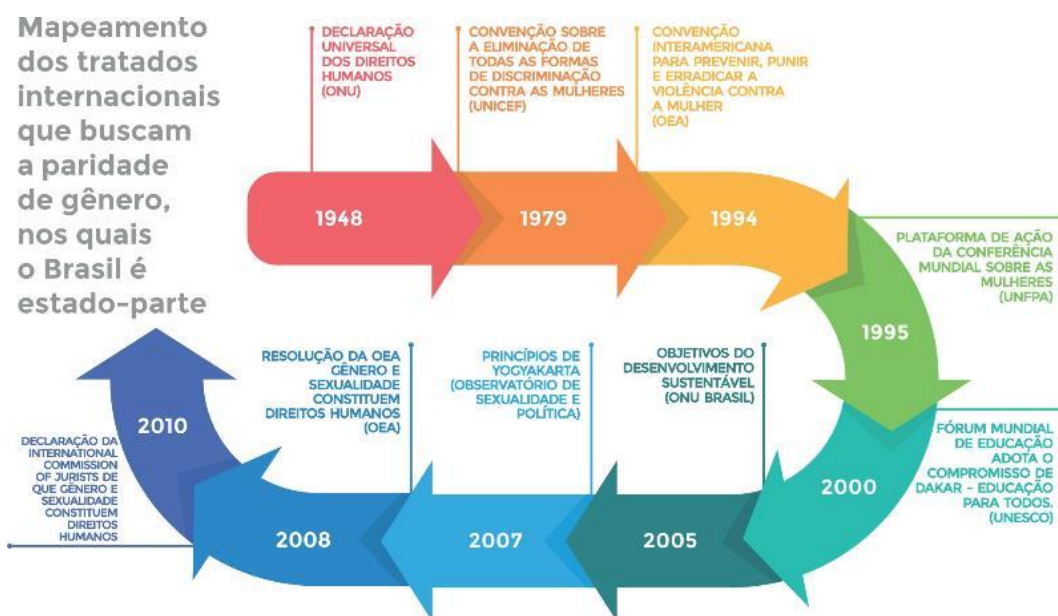 Mapeamento
dos tratados
internacionais
que buscam
a paridade
de gênero,
nos quais
o Brasil é
estado-parte
DECLARAÇÃO
UNIVERSAL
DOS DIREITOS
HUMANOS
(ONU)
1948
CONVENÇÃO SOBRE
A ELIMINAÇÃO DE
TODAS AS FORMAS
DE DISCRIMINAÇÃO
CONTRA AS MULHERES
(UNICEF)
1979
CONVENÇÃO
INTERAMERICANA
PARA PREVENIR, PUNIR
E ERRADICAR A
VIOLÊNCIA CONTRA
A MULHER
(OEA)
1994
PLATAFORMA DE AÇÃO
DA CONFERÊNCIA
MUNDIAL SOBRE AS
MULHERES
(UNFPA)
1995
FÓRUM MUNDIAL
DE EDUCAÇÃO
ADOTA O
COMPROMISSO DE
DAKAR - EDUCAÇÃO
PARA TODOS.
(UNESCO)
2000
OBJETIVOS DO
DESENVOLVIMENTO
SUSTENTÁVEL
(ONU BRASIL)
2005
PRINCÍPIOS DE
YOGYAKARTA
(OBSERVATÓRIO DE
SEXUALIDADE E
POLÍTICA)
2007
RESOLUÇÃO DA OEA
GÊNERO E
SEXUALIDADE
CONSTITUEM
DIREITOS HUMANOS
(OEA)
2008
DECLARAÇÃO DA
INTERNATIONAL
COMMISSION
OF JURISTS DE
QUE GÊNERO E
SEXUALIDADE
CONSTITUEM
DIREITOS
HUMANOS
2010